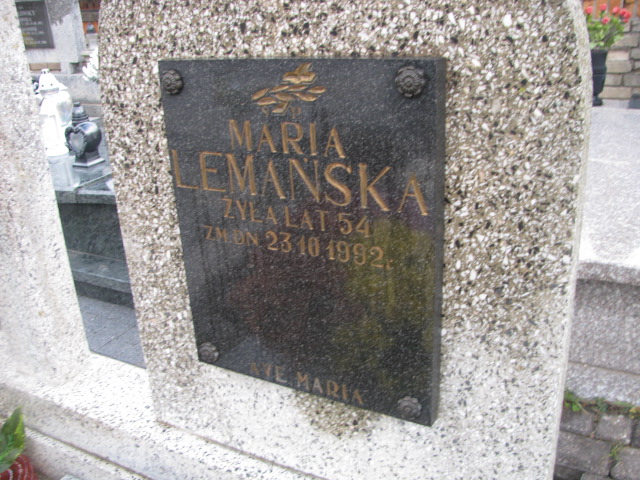 MARIA
LEMAŃSKA
ŻYŁA LAT 54
ZM. DN 23.10.1992.
AVE MARIA